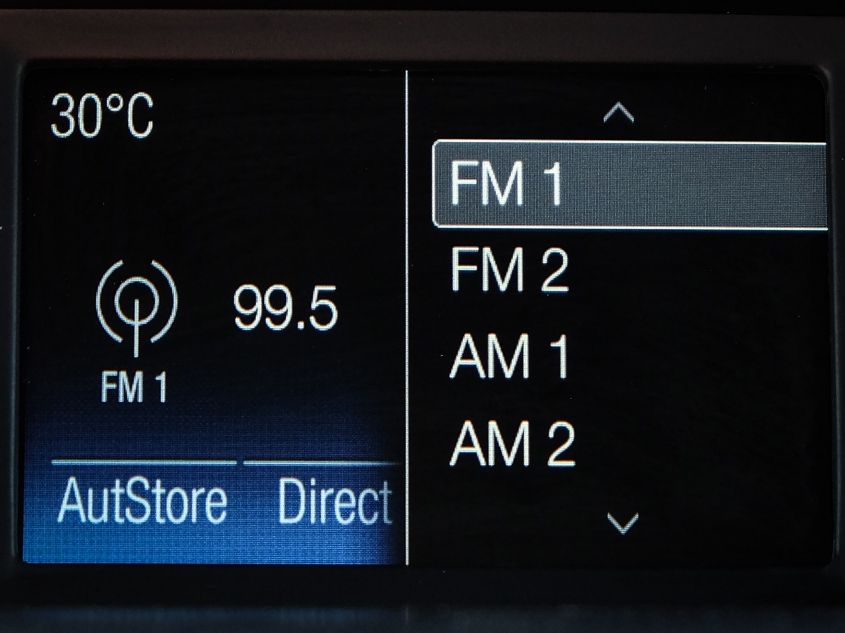 30°C
99.5
FM 1
AutStore
Direct
FM 1
FM 2
AM 1
AM 2